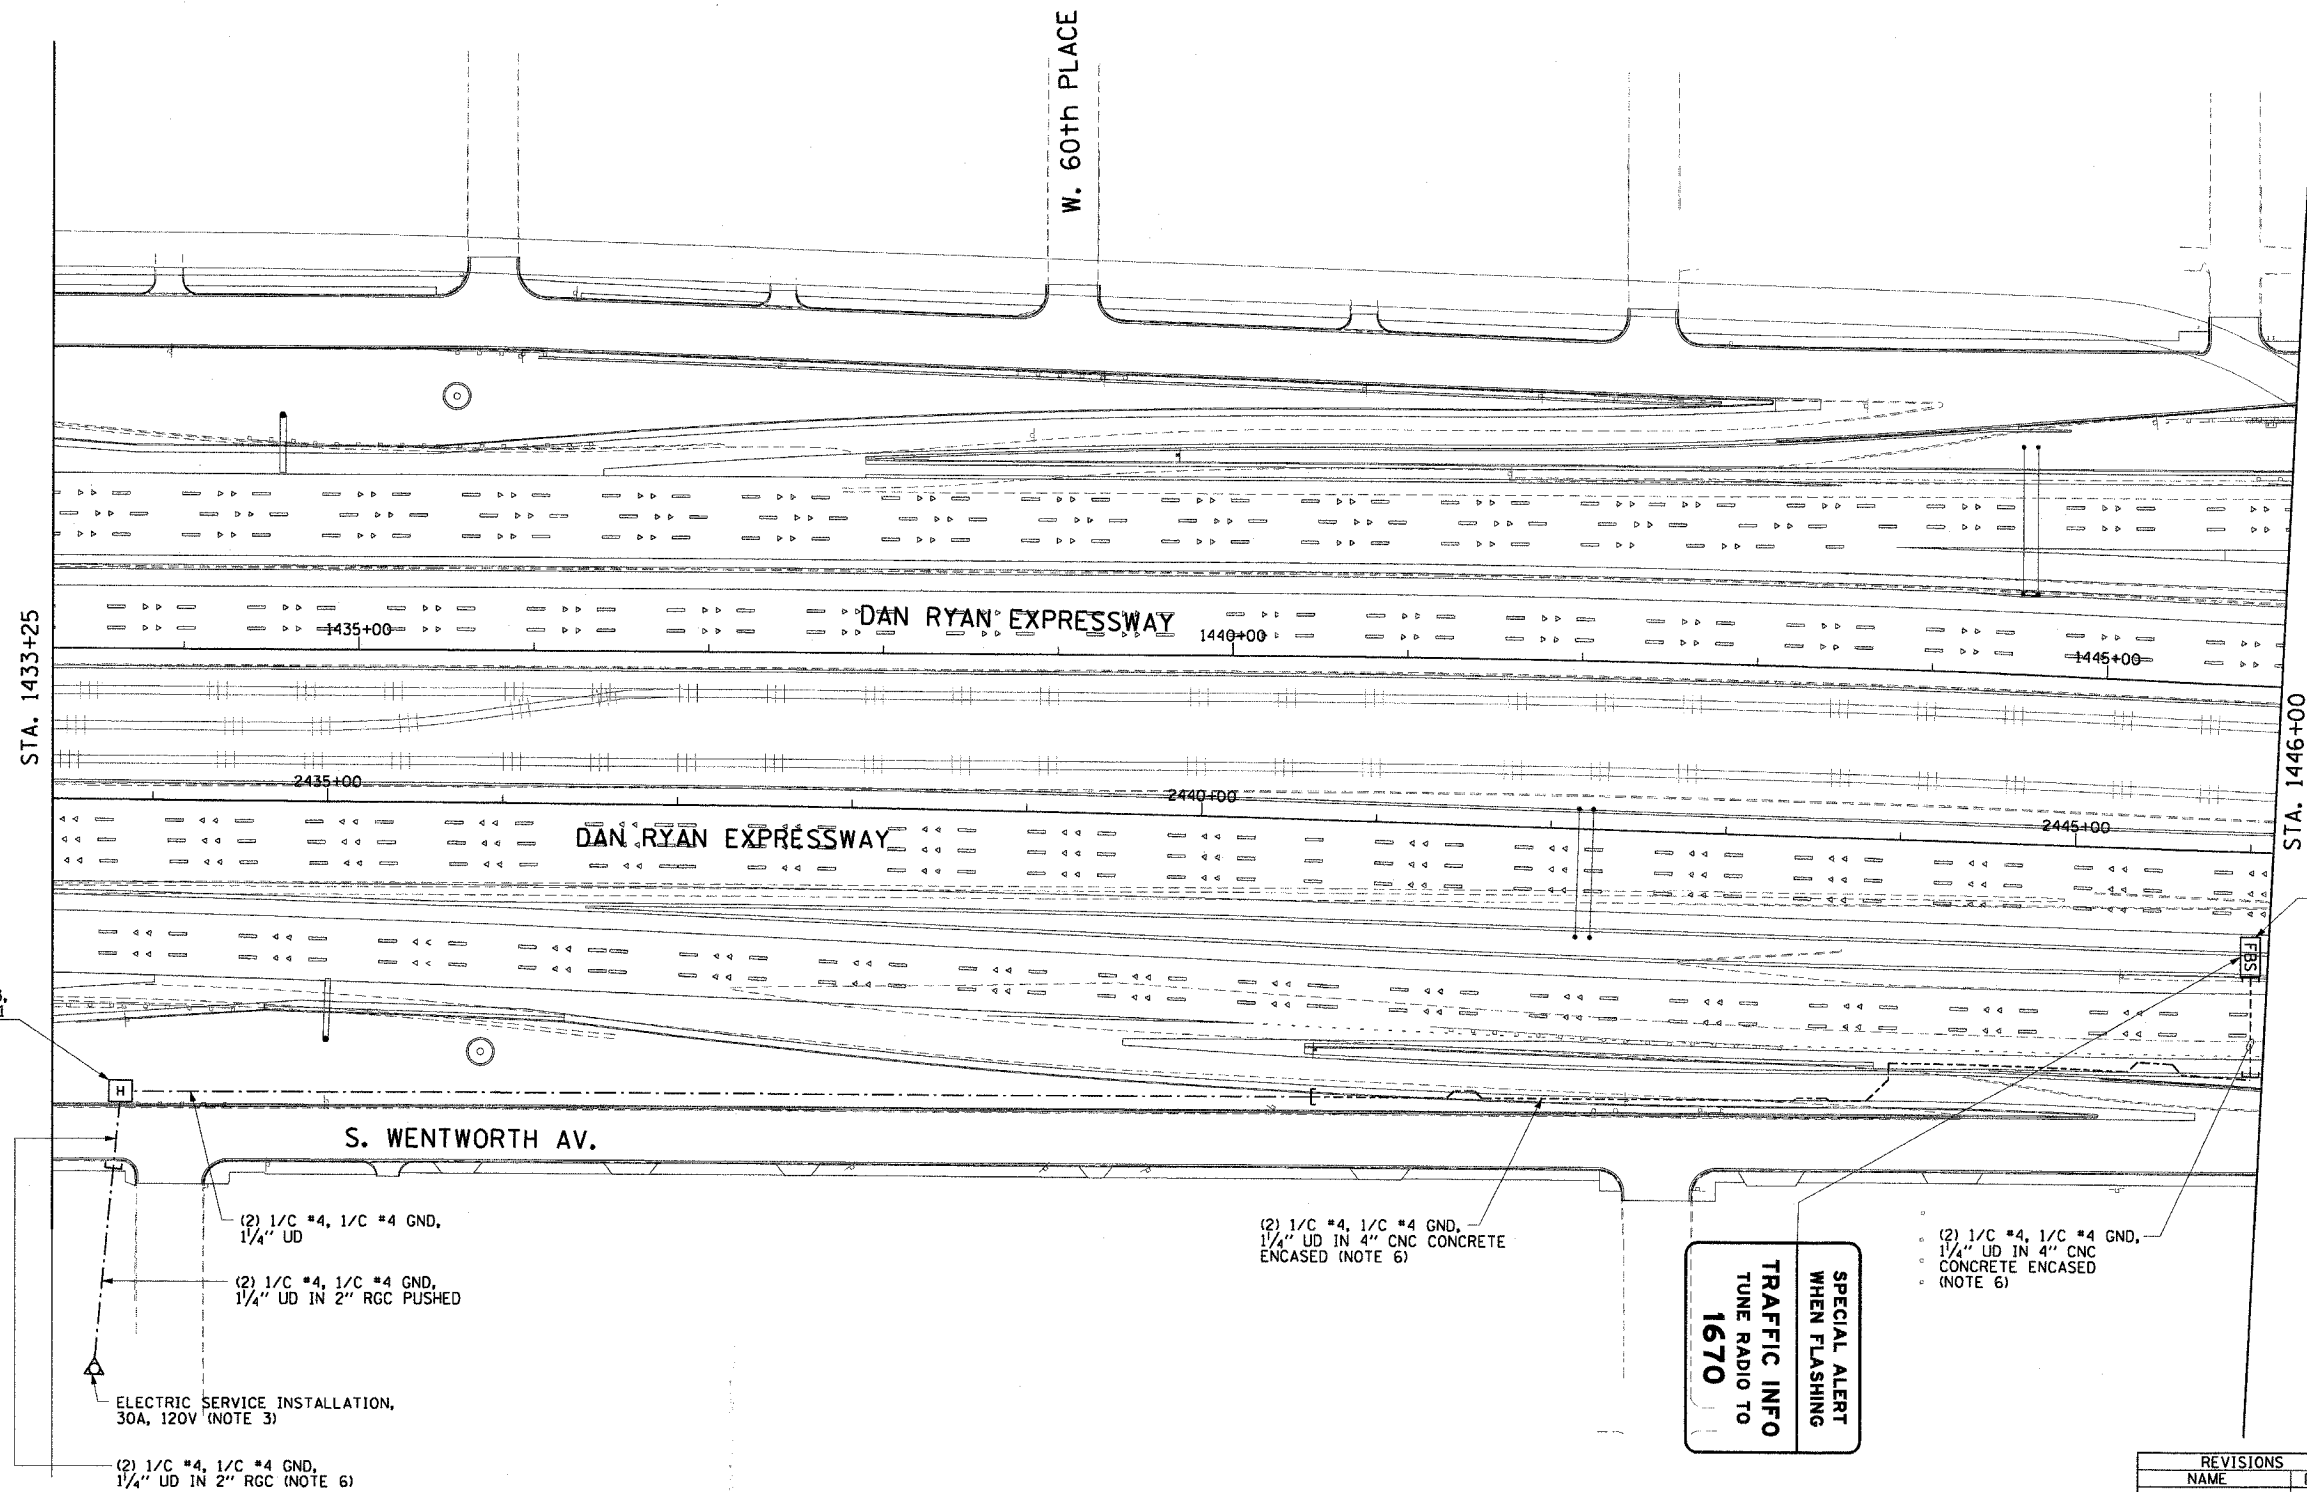 W. 60th PLACE
STA. 1433+25
DAN RYAN EXPRESSWAY
1435+00
1440+00
1445+00
STA. 1446+00
2435+00
2440+00
2445+00
DAN RYAN EXPRESSWAY
FBS
H
S. WENTWORTH AV.
(2) 1/C #4, 1/C #4 GND,
1¼" UD
(2) 1/C #4, 1/C #4 GND,
1¼" UD IN 2" RGC PUSHED
ELECTRIC SERVICE INSTALLATION,
30A, 120V (NOTE 3)
(2) 1/C #4, 1/C #4 GND,
1¼" UD IN 2" RGC (NOTE 6)
(2) 1/C #4, 1/C #4 GND,
1¼" UD IN 4" CNC CONCRETE
ENCASED (NOTE 6)
SPECIAL ALERT
WHEN FLASHING
TRAFFIC INFO
TUNE RADIO TO
1670
(2) 1/C #4, 1/C #4 GND,
1¼" UD IN 4" CNC
CONCRETE ENCASED
(NOTE 6)
REVISIONS
NAME